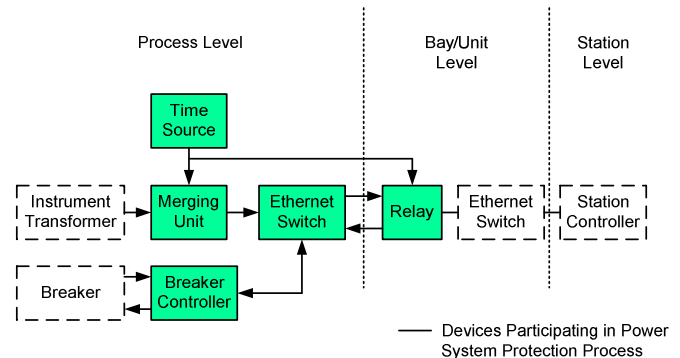 Process Level
Bay/Unit
Level
Station
Level
Time
Source
Instrument
Transformer
Merging
Unit
Ethernet
Switch
Relay
Ethernet
Switch
Station
Controller
Breaker
Breaker
Controller
Devices Participating in Power
System Protection Process